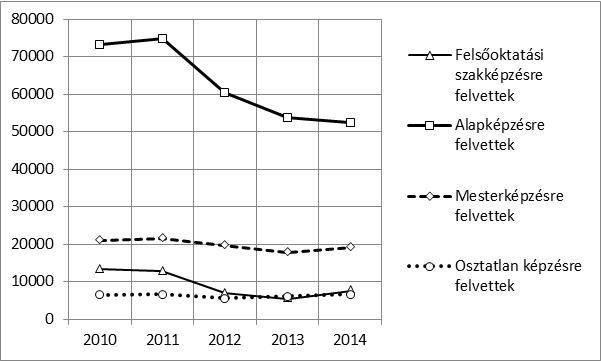 80000
70000
60000
50000
40000
30000
20000
10000
0
2010 2011 2012 2013 2014
Felsőoktatási
szakképzésre
felvettek
Alapképzésre
felvettek
Mesterképzésre
felvettek
Osztatlan képzésre
felvettek